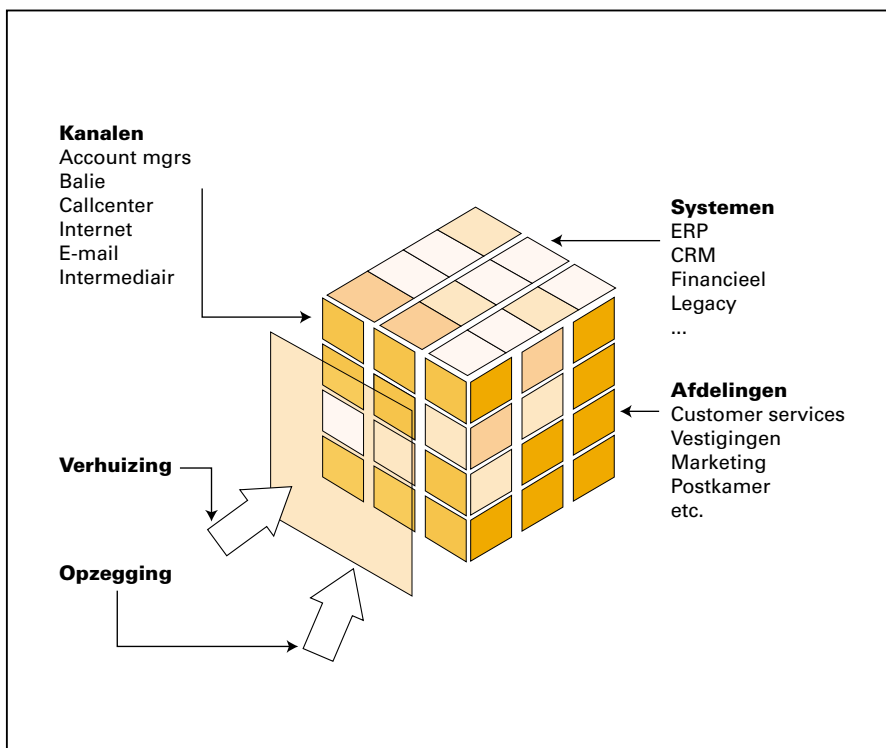 Kanalen
Account mgrs
Balie
Callcenter
Internet
E-mail
Intermediair
Systemen
ERP
CRM
Financieel
Legacy
...
Afdelingen
Customer services
Vestigingen
Marketing
Postkamer
etc.
Verhuizing
Opzegging